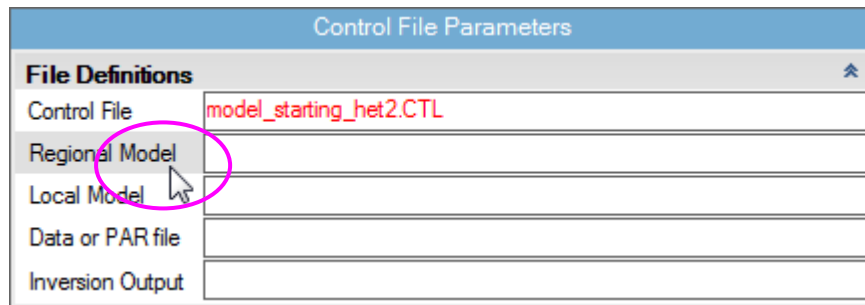 Control File Parameters
File Definitions
Control File model_starting_het2.CTL
Regional Model
Local Model
Data or PAR file
Inversion Output